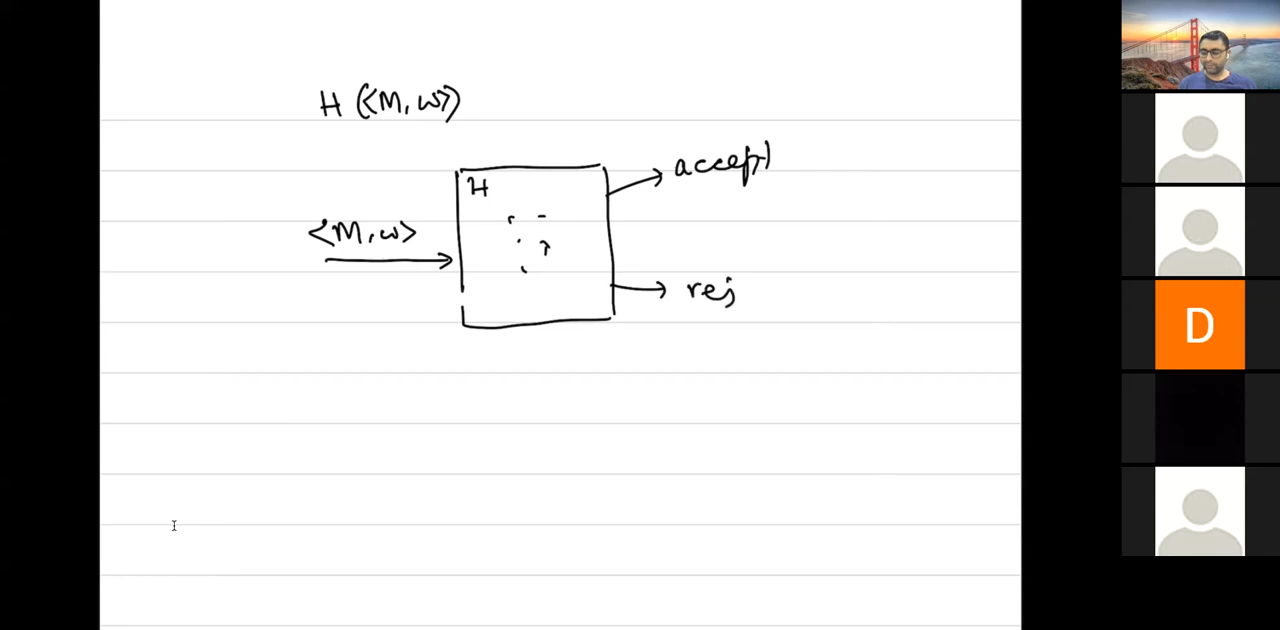 H (<M, w>)
accept
H
<M, w>
rej
D